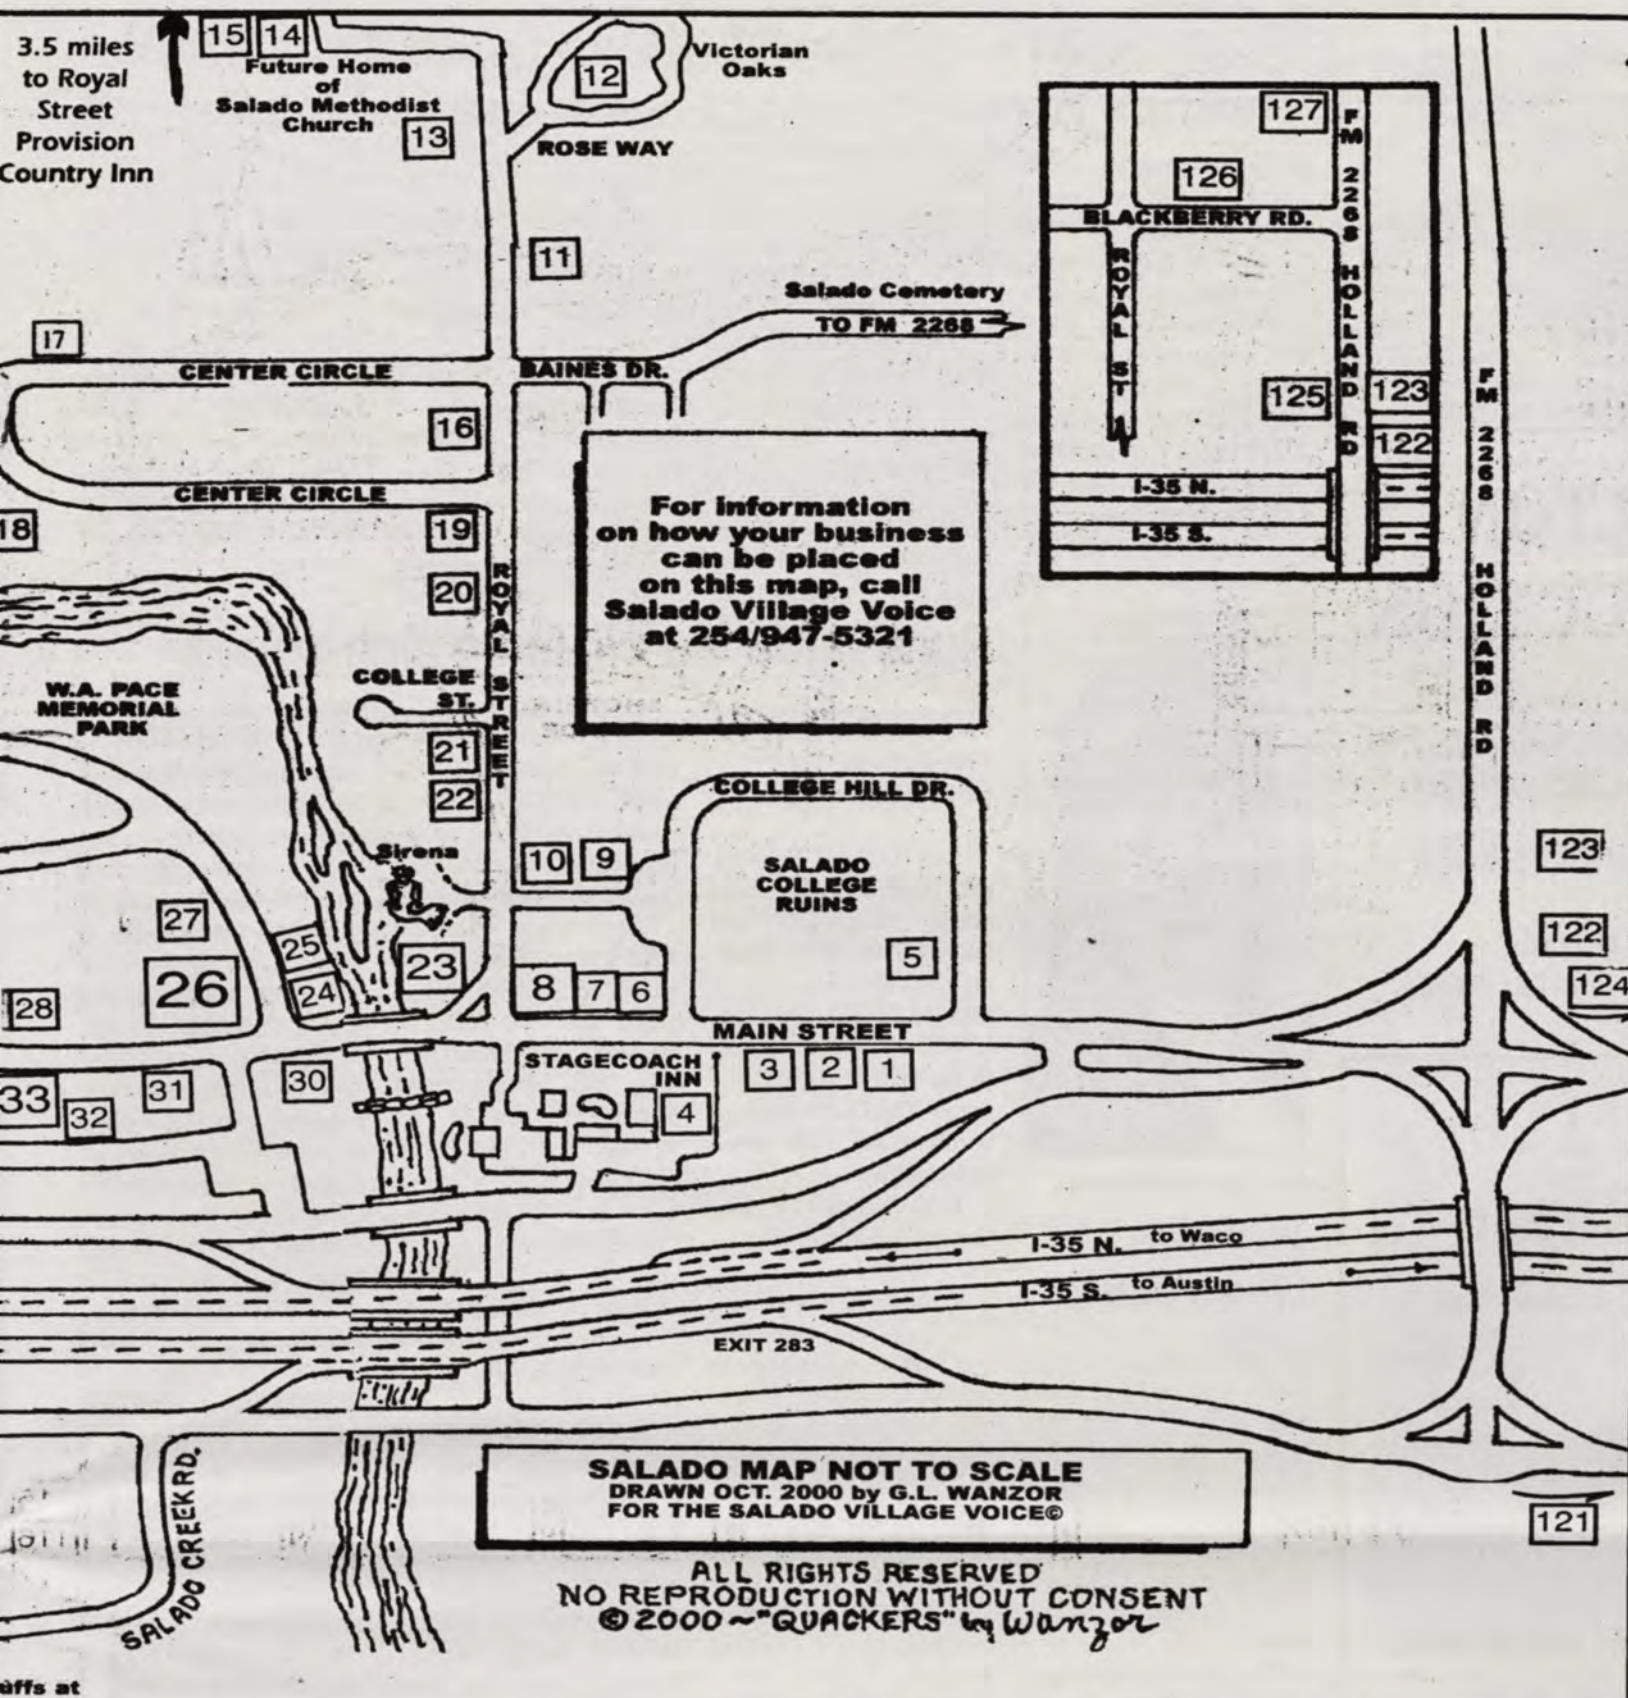 3.5 miles
to Royal
Street
Provision
Country Inn
15
14
Future Home
of
Salado Methodist
Church
13
12
Victorian
Oaks
ROSE WAY
11
Salado Cemetery
TO FM 2268
17
CENTER CIRCLE
BAINES DR.
16
CENTER CIRCLE
18
19
20
ROYAL STREET
For information
on how your business
can be placed
on this map, call
Salado Village Voice
at 254/947-5321
127
126
BLACKBERRY RD.
FM 2268 HOLLAND RD
ROYAL ST
125
123
122
I-35 N.
I-35 S.
FM 2268 HOLLAND RD
W.A. PACE
MEMORIAL
PARK
COLLEGE
ST.
21
22
COLLEGE HILL DR.
Sirena
10
9
SALADO
COLLEGE
RUINS
5
123
122
124
27
25
26
24
23
28
8
7
6
MAIN STREET
STAGECOACH
INN
3
2
1
4
30
31
33
32
I-35 N.
to Waco
I-35 S.
to Austin
EXIT 283
SALADO CREEK RD.
SALADO MAP NOT TO SCALE
DRAWN OCT. 2000 by G.L. WANZOR
FOR THE SALADO VILLAGE VOICE©
121
ALL RIGHTS RESERVED
NO REPRODUCTION WITHOUT CONSENT
©2000~"QUACKERS" by Wanzor
uffs at